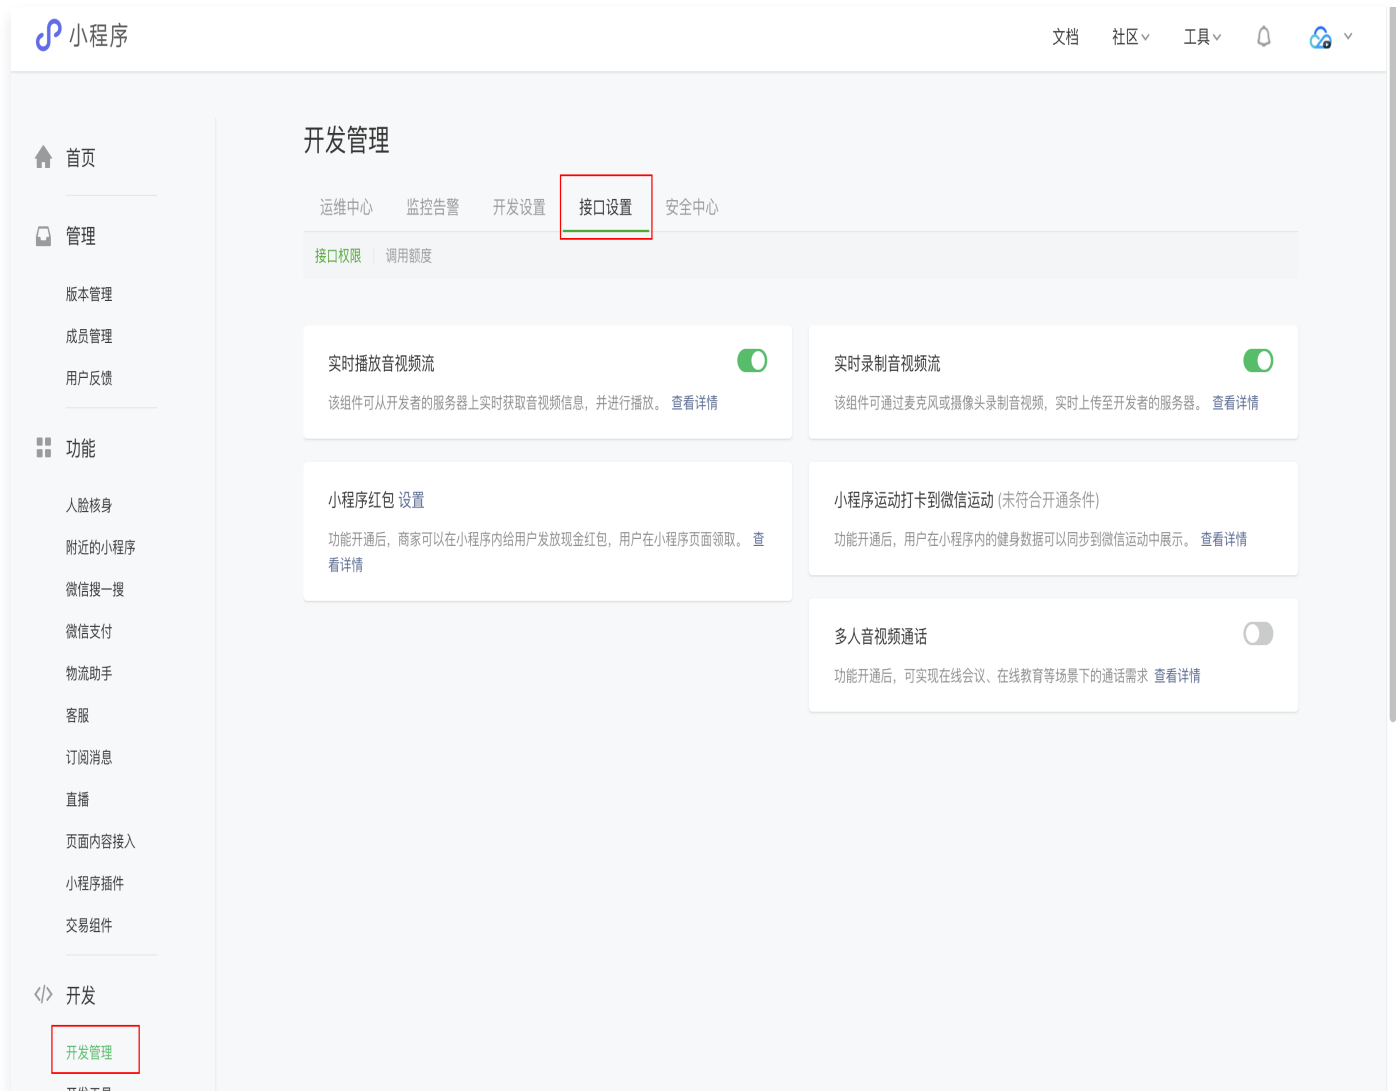 小程序
文档 社区 工具
首页
管理
版本管理
成员管理
用户反馈
功能
人脸核身
附近的小程序
微信搜一搜
微信支付
物流助手
客服
订阅消息
直播
页面内容接入
小程序插件
交易组件
开发
开发管理
开发管理
运维中心 监控告警 开发设置 接口设置 安全中心
接口权限 调用额度
实时播放音视频流
该组件可从开发者的服务器上实时获取音视频信息，并进行播放。 查看详情
实时录制音视频流
该组件可通过麦克风或摄像头录制音视频，实时上传至开发者的服务器。 查看详情
小程序红包 设置
功能开通后，商家可以在小程序内给用户发放现金红包，用户在小程序页面领取。 查
看详情
小程序运动打卡到微信运动 (未符合开通条件)
功能开通后，用户在小程序内的健身数据可以同步到微信运动中展示。 查看详情
多人音视频通话
功能开通后，可实现在线会议、在线教育等场景下的通话需求 查看详情